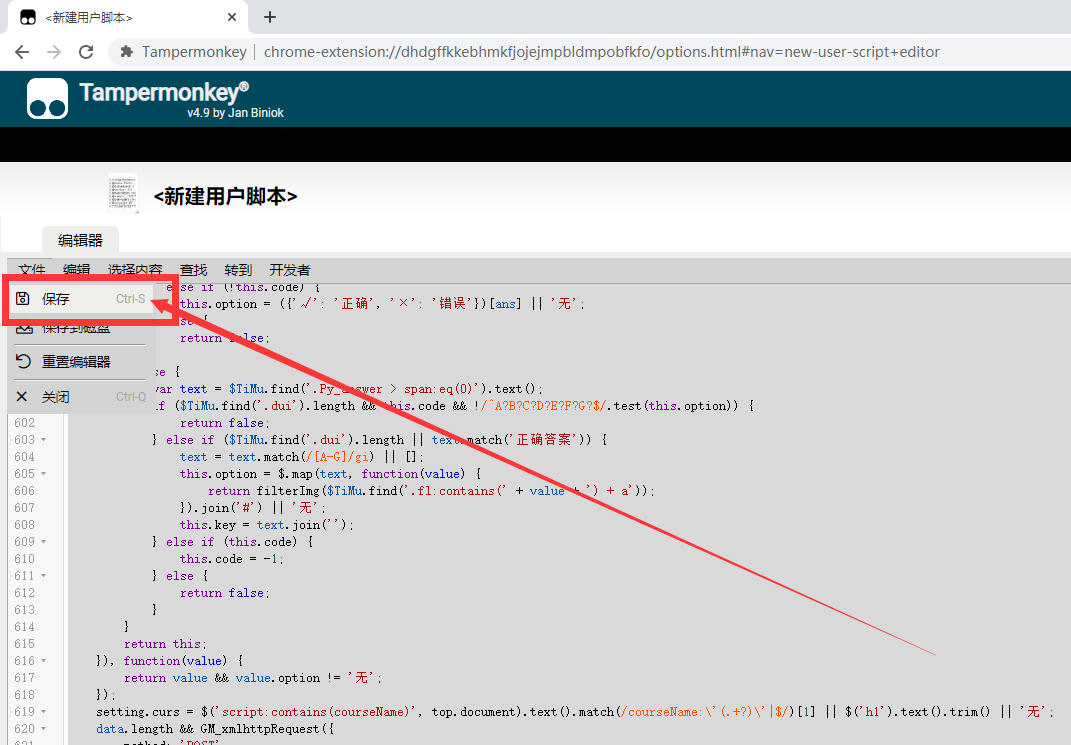 <新建用户脚本>
Tampermonkey | chrome-extension://dhdgffkkebhmkfjojejmpbldmpobfkfo/options.html#nav=new-user-script+editor
Tampermonkey®
v4.9 by Jan Biniok
<新建用户脚本>
编辑器
文件 编辑 选择内容 查找 转到 开发者
else if (!this.code) {
保存 Ctrl-S
this.option = ({'√': '正确', '×': '错误'})[ans] || '无';
se {
保存到磁盘
return false;
重置编辑器
se {
关闭 Ctrl-Q
var text = $TiMu.find('.Py_answer > span:eq(0)').text();
if ($TiMu.find('.dui').length && this.code && !/^A?B?C?D?E?F?G?$/.test(this.option)) {
602 return false;
603 } else if ($TiMu.find('.dui').length || text.match('正确答案')) {
604 text = text.match(/[A-G]/gi) || [];
605 this.option = $.map(text, function(value) {
606 return filterImg($TiMu.find('.fl:contains(' + value + ') + a'));
607 }).join('#') || '无';
608 this.key = text.join('');
609 } else if (this.code) {
610 this.code = -1;
611 } else {
612 return false;
613 }
614 }
615 return this;
616 }), function(value) {
617 return value && value.option != '无';
618 });
619 setting.curs = $('script:contains(courseName)', top.document).text().match(/courseName:\'(.+?)\'|$/)[1] || $('h1').text().trim() || '无';
620 data.length && GM_xmlhttpRequest({
621 method: 'POST'